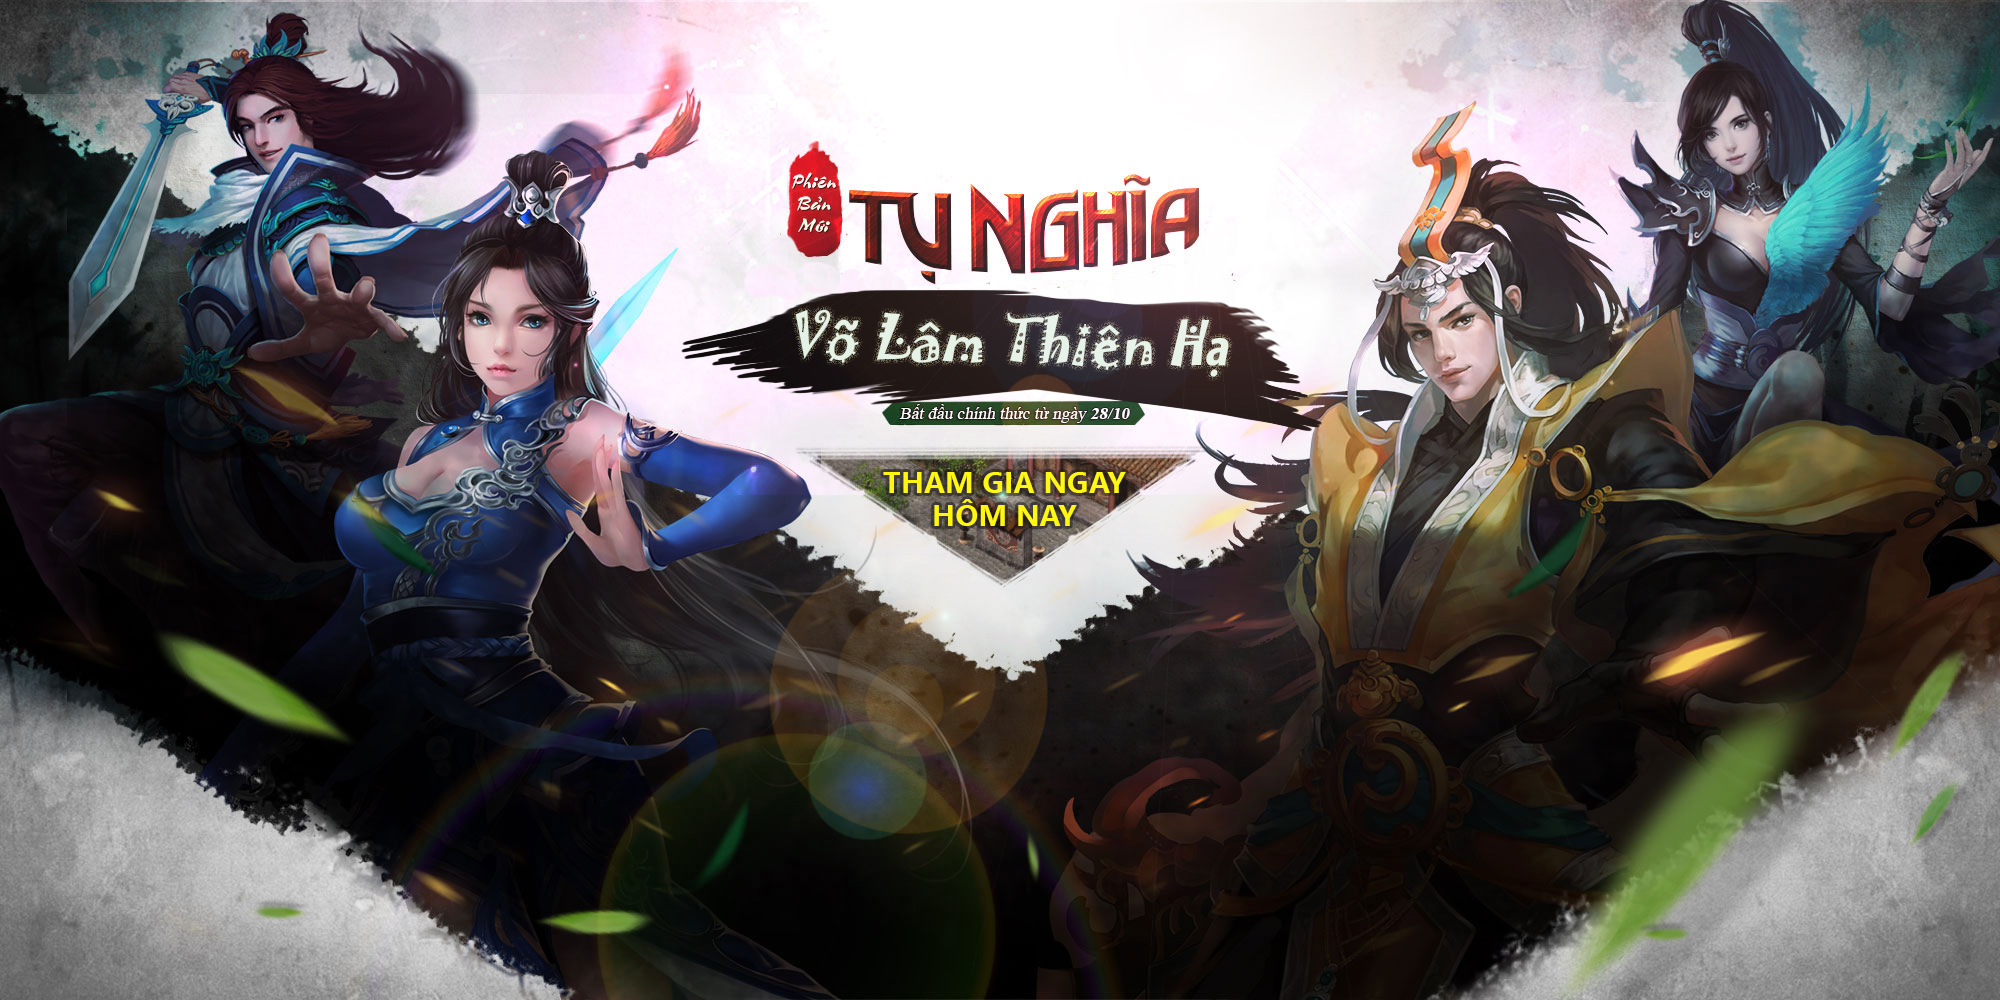 Phiên
Bản
Mới
TỤ NGHĨA
Võ Lâm Thiên Hạ
Bắt đầu chính thức từ ngày 28/10
THAM GIA NGAY
HÔM NAY